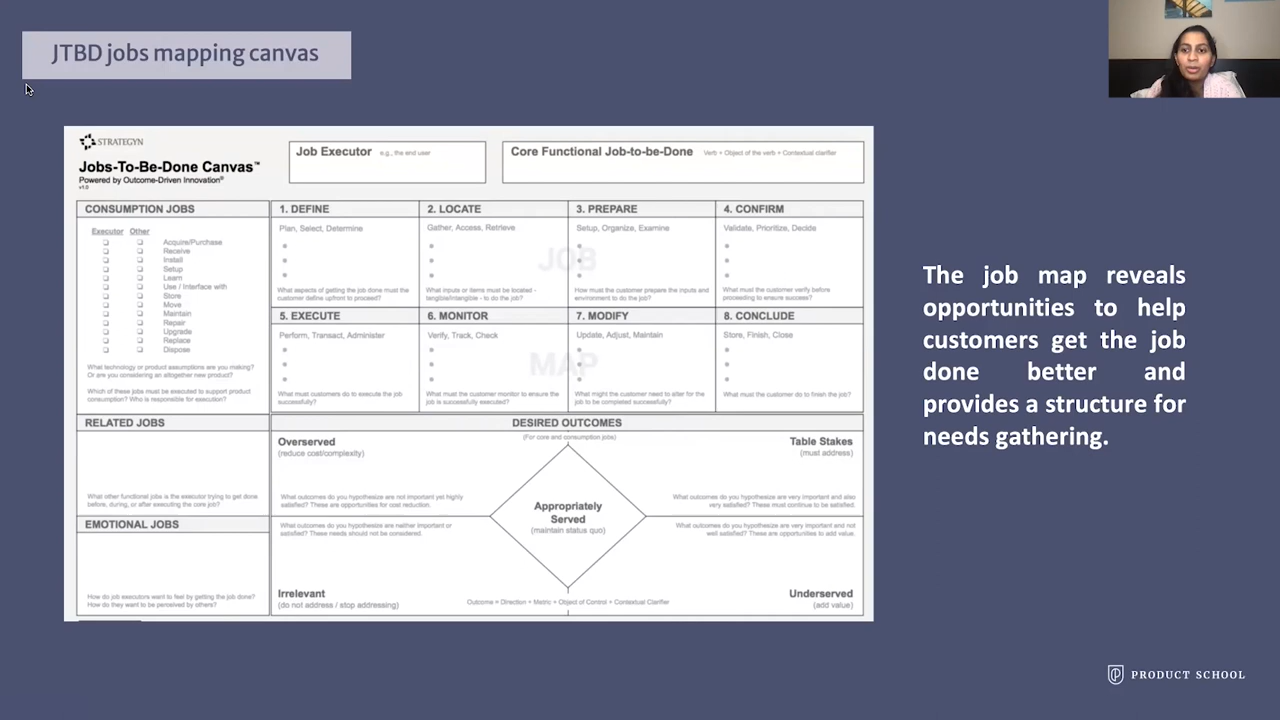 JTBD jobs mapping canvas
STRATEGYN
Jobs-To-Be-Done Canvas™
Powered by Outcome-Driven Innovation®
v1.0
Job Executor e.g., the end user
Core Functional Job-to-be-Done Verb + Object of the verb + Contextual clarifier
CONSUMPTION JOBS
Executor Other
Acquire/Purchase
Receive
Install
Setup
Learn
Use / Interface with
Store
Move
Maintain
Repair
Upgrade
Replace
Dispose
What technology or product assumptions are you making?
Or are you considering an altogether new product?
Which of these jobs must be executed to support product
consumption? Who is responsible for execution?
JOB
MAP
1. DEFINE
Plan, Select, Determine
What aspects of getting the job done must the
customer define upfront to proceed?
2. LOCATE
Gather, Access, Retrieve
What inputs or items must be located -
tangible/intangible - to do the job?
3. PREPARE
Setup, Organize, Examine
How must the customer prepare the inputs and
environment to do the job?
4. CONFIRM
Validate, Prioritize, Decide
What must the customer verify before
proceeding to ensure success?
5. EXECUTE
Perform, Transact, Administer
What must customers do to execute the job
successfully?
6. MONITOR
Verify, Track, Check
What must the customer monitor to ensure the
job is successfully executed?
7. MODIFY
Update, Adjust, Maintain
What might the customer need to alter for the
job to be completed successfully?
8. CONCLUDE
Store, Finish, Close
What must the customer do to finish the job?
RELATED JOBS
What other functional jobs is the executor trying to get done
before, during, or after executing the core job?
EMOTIONAL JOBS
How do job executors want to feel by getting the job done?
How do they want to be perceived by others?
DESIRED OUTCOMES
(For core and consumption jobs)
Overserved
(reduce cost/complexity)
What outcomes do you hypothesize are not important yet highly
satisfied? These are opportunities for cost reduction.
Table Stakes
(must address)
What outcomes do you hypothesize are very important and also
very satisfied? These must continue to be satisfied.
Appropriately
Served
(maintain status quo)
What outcomes do you hypothesize are neither important or
satisfied? These needs should not be considered.
Irrelevant
(do not address / stop addressing)
What outcomes do you hypothesize are very important and not
well satisfied? These are opportunities to add value.
Underserved
(add value)
Outcome = Direction + Metric + Object of Control + Contextual Clarifier
The job map reveals
opportunities to help
customers get the job
done better and
provides a structure for
needs gathering.
PRODUCT SCHOOL